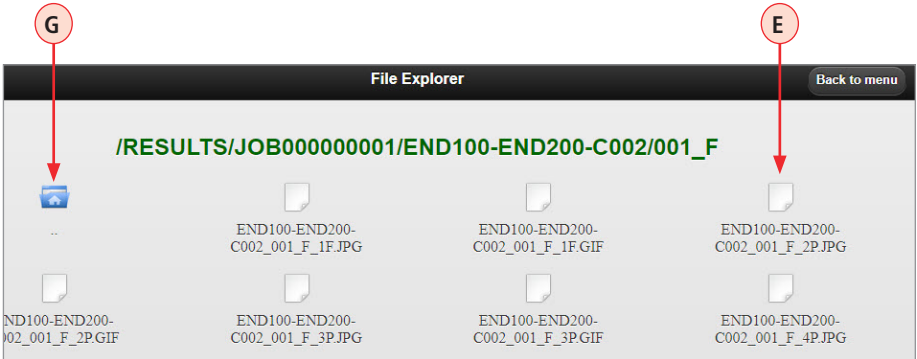 G
E
File Explorer
Back to menu
/RESULTS/JOB000000001/END100-END200-C002/001_F
..
END100-END200-
C002_001_F_1F.JPG
END100-END200-
C002_001_F_1F.GIF
END100-END200-
C002_001_F_2P.JPG
ND100-END200-
02_001_F_2P.GIF
END100-END200-
C002_001_F_3P.JPG
END100-END200-
C002_001_F_3P.GIF
END100-END200-
C002_001_F_4P.JPG